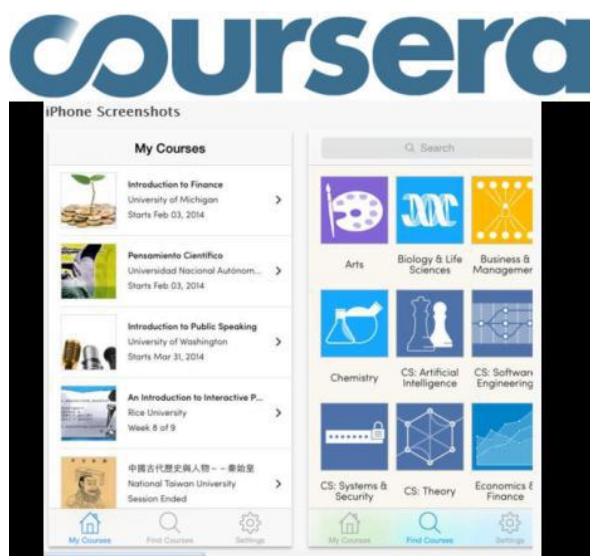 coursera
iPhone Screenshots
My Courses
Introduction to Finance
University of Michigan
Starts Feb 03, 2014
Pensamiento Científico
Universidad Nacional Autónom...
Starts Feb 03, 2014
Introduction to Public Speaking
University of Washington
Starts Mar 31, 2014
An Introduction to Interactive P...
Rice University
Week 8 of 9
中國古代歷史與人物－－秦始皇
National Taiwan University
Session Ended
My Courses
Find Courses
Settings
Search
Arts
Biology & Life
Sciences
Business &
Managemen
Chemistry
CS: Artificial
Intelligence
CS: Software
Engineering
CS: Systems &
Security
CS: Theory
Economics &
Finance
My Courses
Find Courses
Settings